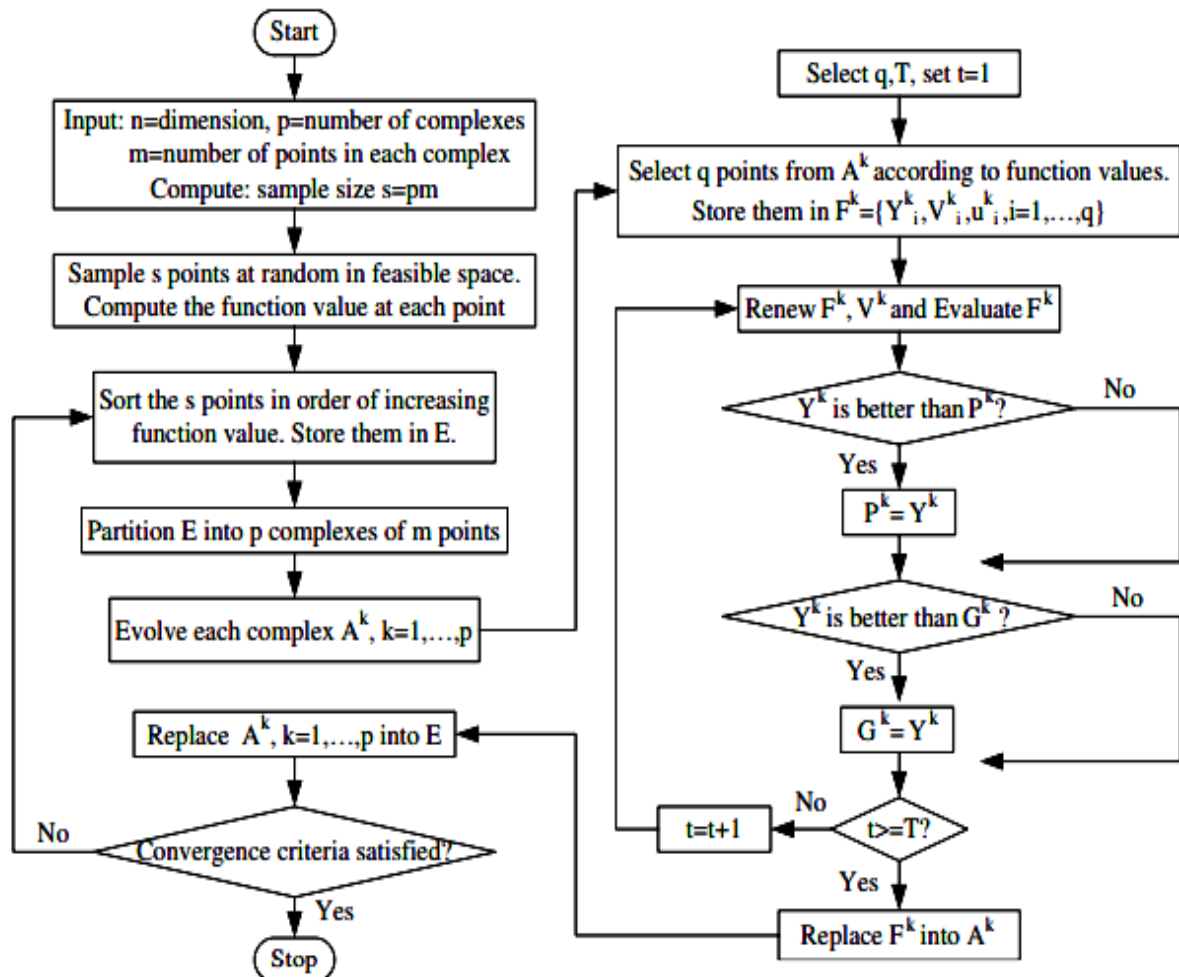 Start
Input: n=dimension, p=number of complexes
m=number of points in each complex
Compute: sample size s=pm
Sample s points at random in feasible space.
Compute the function value at each point
Sort the s points in order of increasing
function value. Store them in E.
Partition E into p complexes of m points
Evolve each complex A^k, k=1,…,p
Replace A^k, k=1,…,p into E
No
Convergence criteria satisfied?
Yes
Stop
Select q,T, set t=1
Select q points from A^k according to function values.
Store them in F^k={Y^k_i,V^k_i,u^k_i,i=1,…,q}
Renew F^k, V^k and Evaluate F^k
Y^k is better than P^k?
No
Yes
P^k=Y^k
Y^k is better than G^k ?
No
Yes
G^k=Y^k
t>=T?
No
t=t+1
Yes
Replace F^k into A^k